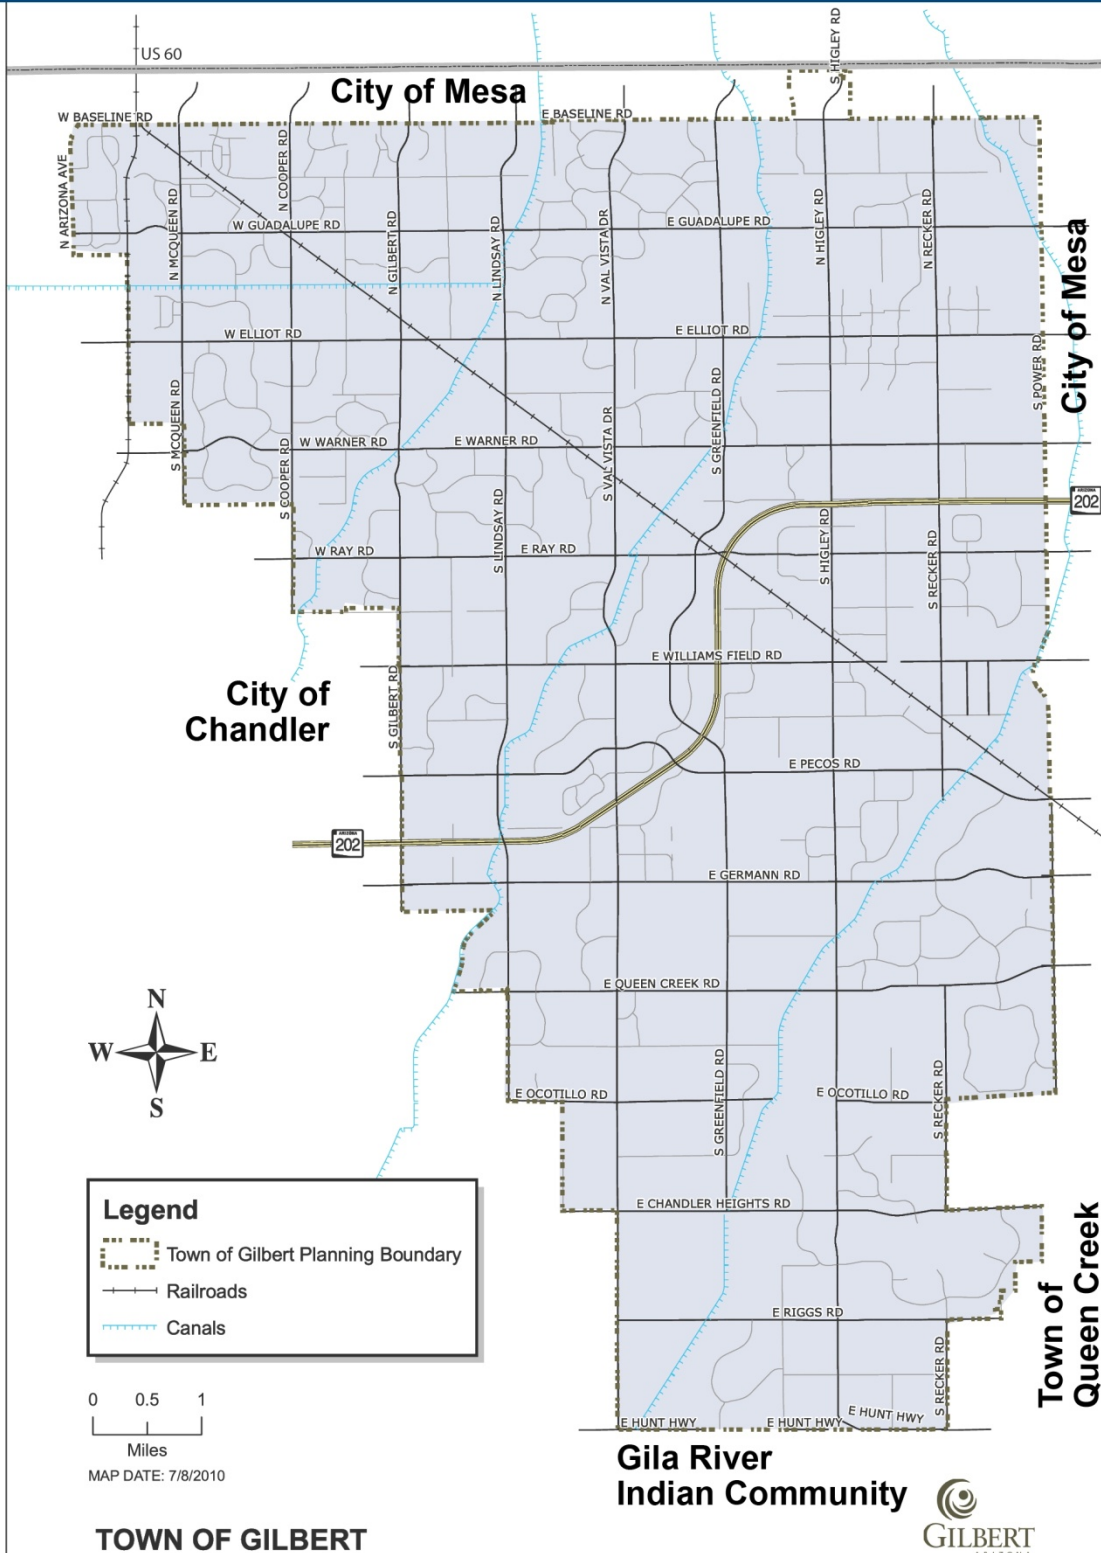 US 60
S HIGLEY RD
City of Mesa
W BASELINE RD
E BASELINE RD
N ARIZONA AVE
N MCQUEEN RD
N COOPER RD
W GUADALUPE RD
N GILBERT RD
N LINDSAY RD
N VAL VISTA DR
E GUADALUPE RD
N HIGLEY RD
N RECKER RD
City of Mesa
W ELLIOT RD
E ELLIOT RD
S POWER RD
S MCQUEEN RD
S COOPER RD
W WARNER RD
E WARNER RD
S VAL VISTA DR
S GREENFIELD RD
ARIZONA
202
S LINDSAY RD
W RAY RD
E RAY RD
S HIGLEY RD
S RECKER RD
E WILLIAMS FIELD RD
City of
Chandler
S GILBERT RD
E PECOS RD
ARIZONA
202
E GERMANN RD
E QUEEN CREEK RD
N
W
E
S
E OCOTILLO RD
S GREENFIELD RD
E OCOTILLO RD
S RECKER RD
E CHANDLER HEIGHTS RD
Legend
Town of Gilbert Planning Boundary
Railroads
Canals
Town of
Queen Creek
E RIGGS RD
S RECKER RD
0 0.5 1
Miles
E HUNT HWY
E HUNT HWY
E HUNT HWY
MAP DATE: 7/8/2010
Gila River
Indian Community
TOWN OF GILBERT
GILBERT